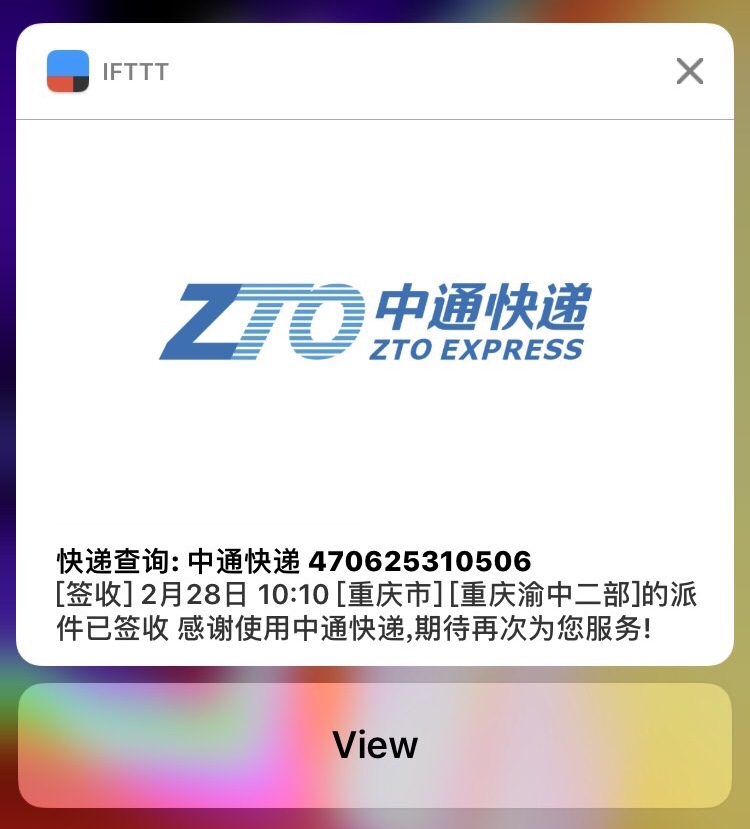 IFTTT
ZTO 中通快递
ZTO EXPRESS
快递查询: 中通快递 470625310506
[签收] 2月28日 10:10 [重庆市] [重庆渝中二部]的派
件已签收 感谢使用中通快递,期待再次为您服务!
View